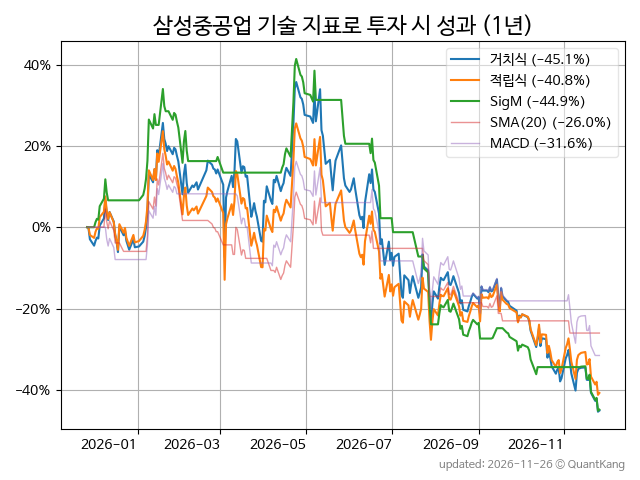 삼성중공업 기술 지표로 투자 시 성과 (1년)
거치식 (−45.1%)
적립식 (−40.8%)
SigM (−44.9%)
SMA(20) (−26.0%)
MACD (−31.6%)
40%
20%
0%
−20%
−40%
2026−01 2026−03 2026−05 2026−07 2026−09 2026−11
updated: 2026−11−26 © QuantKang